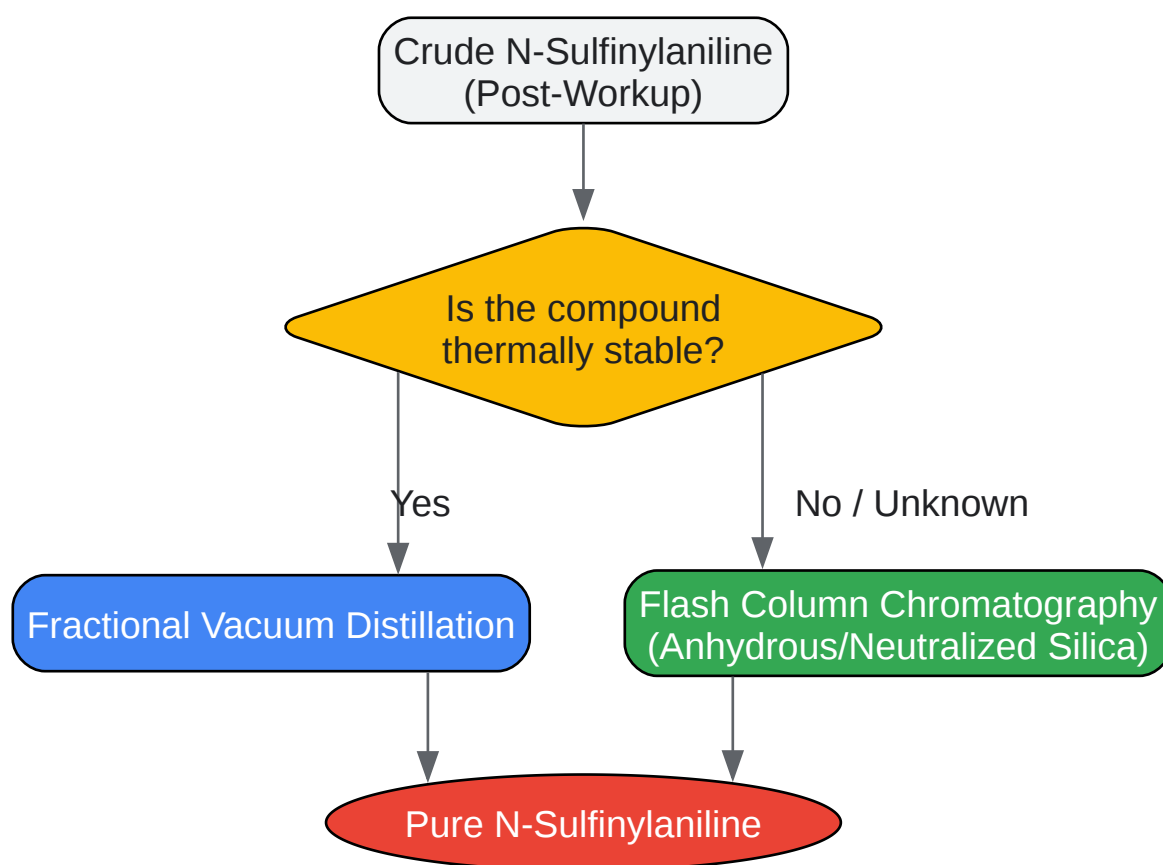 Crude N-Sulfinylaniline
(Post-Workup)
Is the compound
thermally stable?
Yes
No / Unknown
Fractional Vacuum Distillation
Flash Column Chromatography
(Anhydrous/Neutralized Silica)
Pure N-Sulfinylaniline